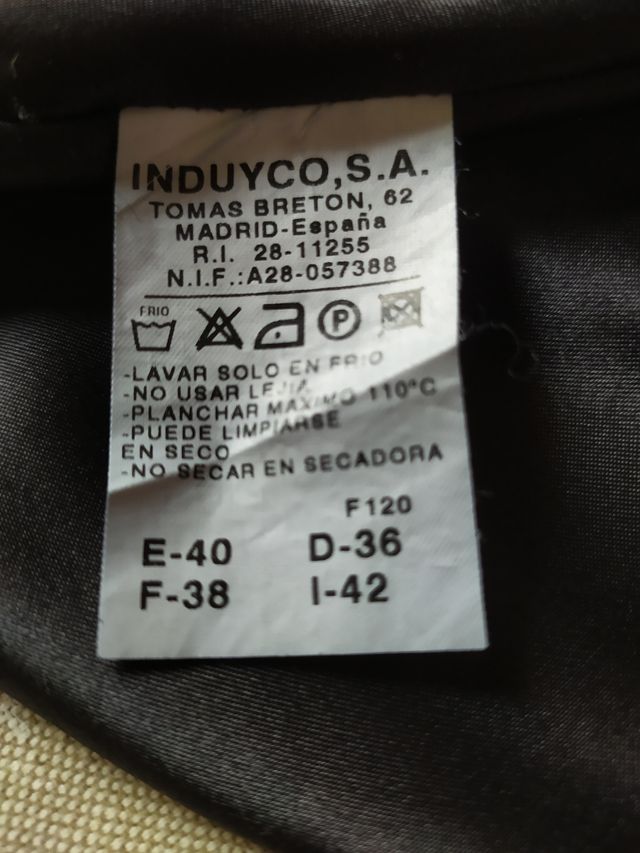 INDUYCO,S.A.
TOMAS BRETON, 62
MADRID-España
R.I. 28-11255
N.I.F.:A28-057388
FRIO
P
-LAVAR SOLO EN FRIO
-NO USAR LEJIA
-PLANCHAR MAXIMO 110°C
-PUEDE LIMPIARSE
EN SECO
-NO SECAR EN SECADORA
F120
E-40 D-36
F-38 I-42